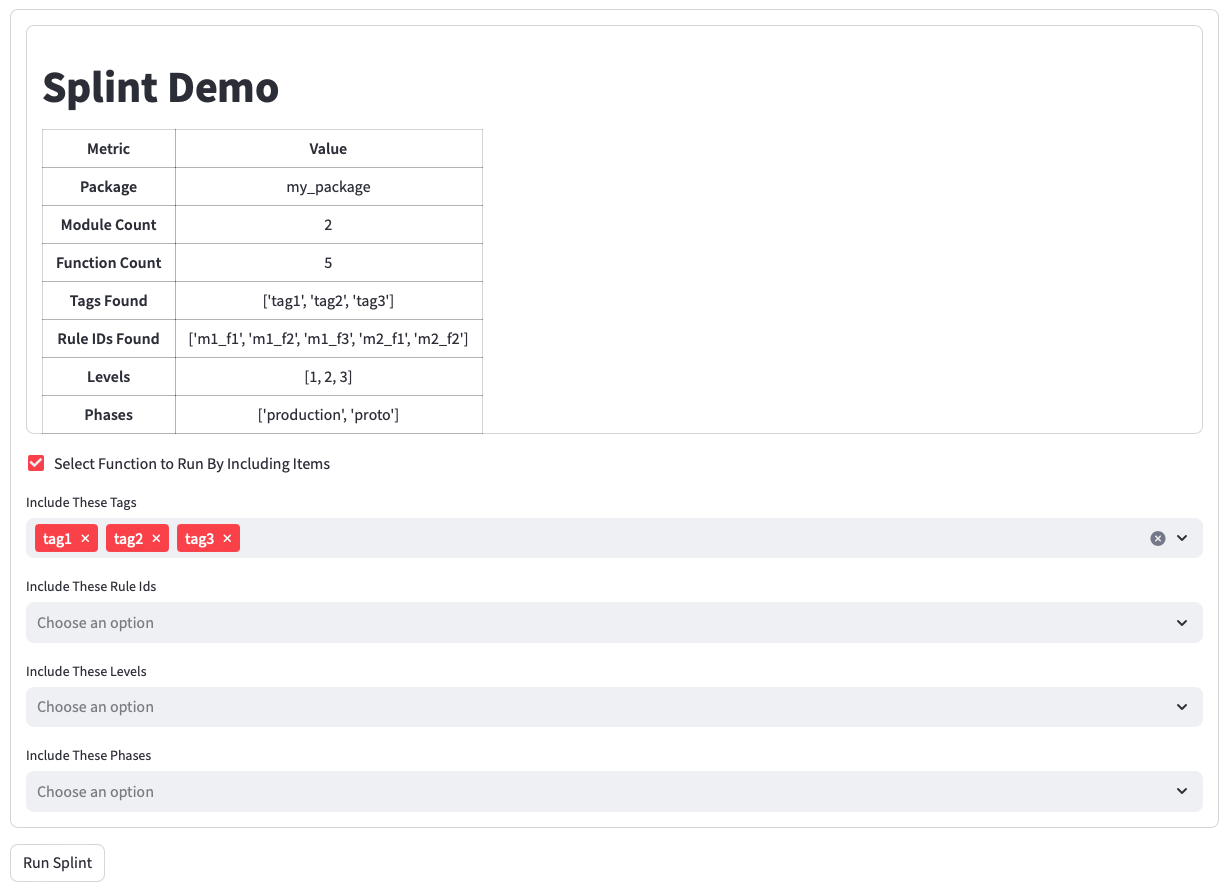 Splint Demo
Metric Value
Package my_package
Module Count 2
Function Count 5
Tags Found ['tag1', 'tag2', 'tag3']
Rule IDs Found ['m1_f1', 'm1_f2', 'm1_f3', 'm2_f1', 'm2_f2']
Levels [1, 2, 3]
Phases ['production', 'proto']
Select Function to Run By Including Items
Include These Tags
tag1 × tag2 × tag3 ×
Include These Rule Ids
Choose an option
Include These Levels
Choose an option
Include These Phases
Choose an option
Run Splint